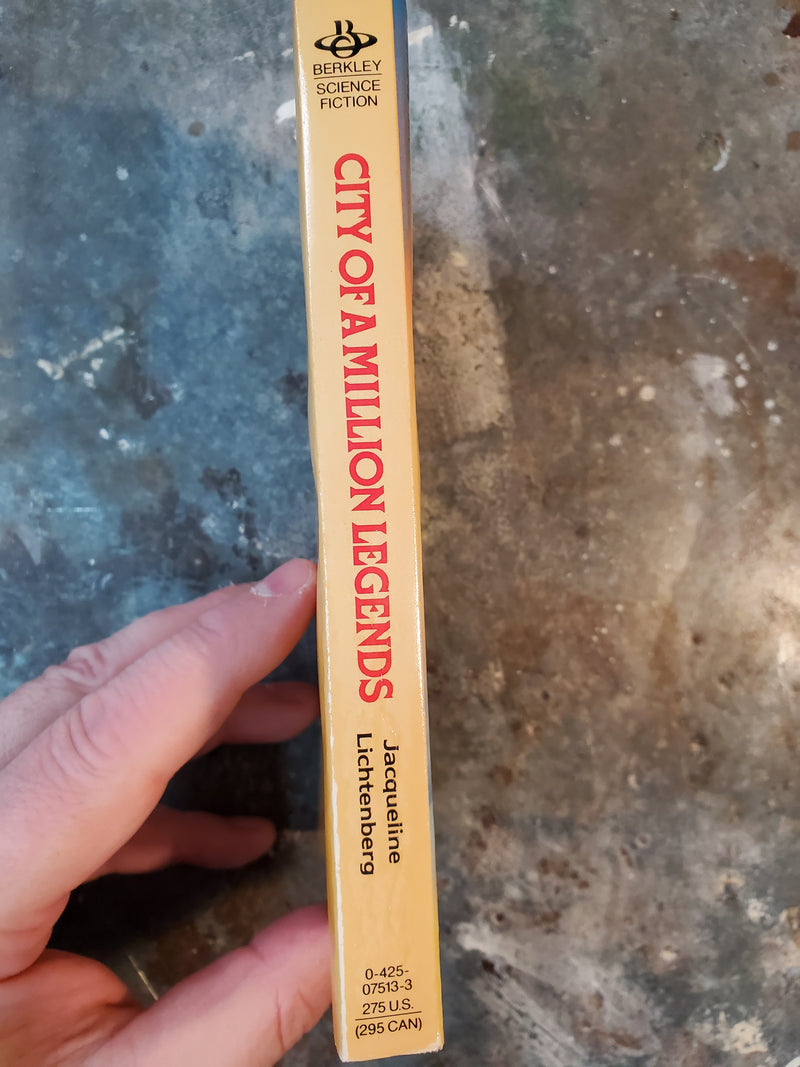 BERKLEY
SCIENCE
FICTION
CITY OF A MILLION LEGENDS
Jacqueline
Lichtenberg
0-425-
07513-3
275 U.S.
(295 CAN)